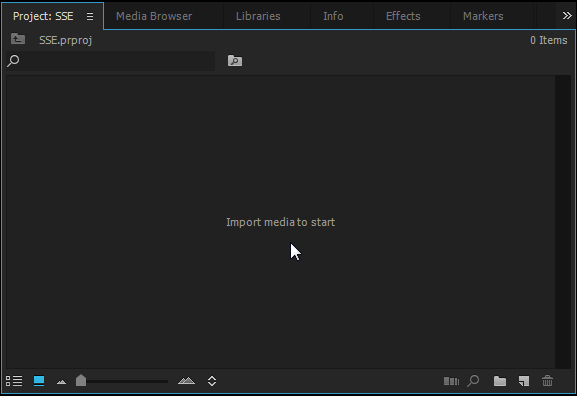 Project: SSE Media Browser Libraries Info Effects Markers
SSE.prproj 0 Items
Import media to start